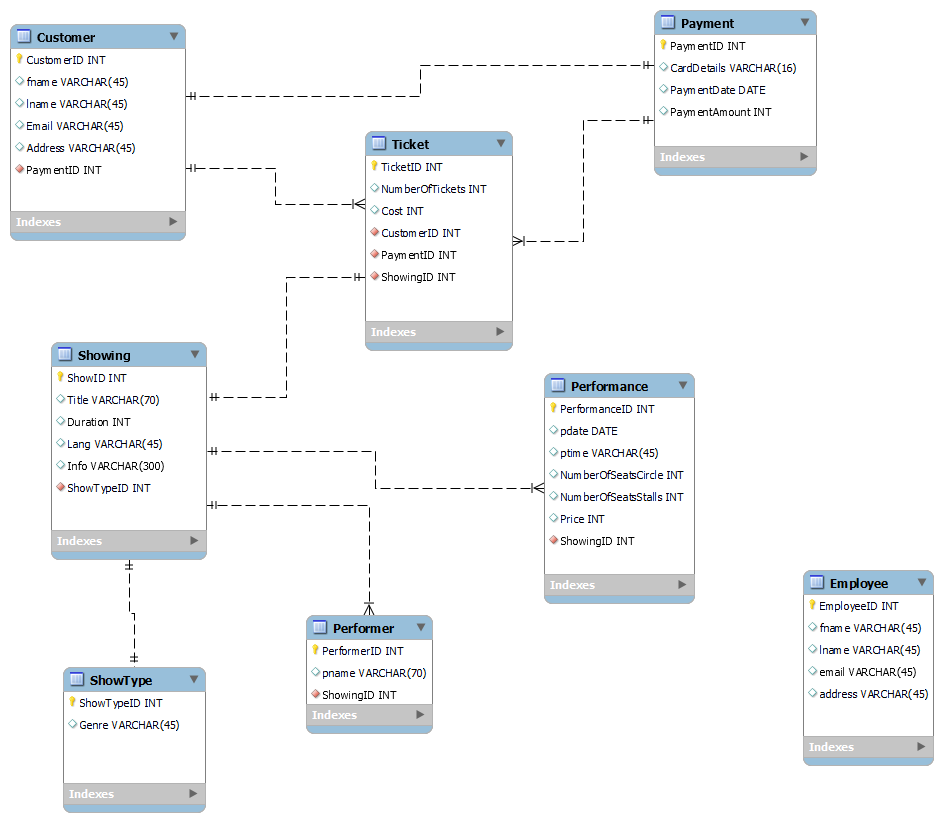 Customer
CustomerID INT
fname VARCHAR(45)
lname VARCHAR(45)
Email VARCHAR(45)
Address VARCHAR(45)
PaymentID INT
Indexes
Payment
PaymentID INT
CardDetails VARCHAR(16)
PaymentDate DATE
PaymentAmount INT
Indexes
Ticket
TicketID INT
NumberOfTickets INT
Cost INT
CustomerID INT
PaymentID INT
ShowingID INT
Indexes
Showing
ShowID INT
Title VARCHAR(70)
Duration INT
Lang VARCHAR(45)
Info VARCHAR(300)
ShowTypeID INT
Indexes
Performance
PerformanceID INT
pdate DATE
ptime VARCHAR(45)
NumberOfSeatsCircle INT
NumberOfSeatsStalls INT
Price INT
ShowingID INT
Indexes
Employee
EmployeeID INT
fname VARCHAR(45)
lname VARCHAR(45)
email VARCHAR(45)
address VARCHAR(45)
Indexes
Performer
PerformerID INT
pname VARCHAR(70)
ShowingID INT
Indexes
ShowType
ShowTypeID INT
Genre VARCHAR(45)
Indexes